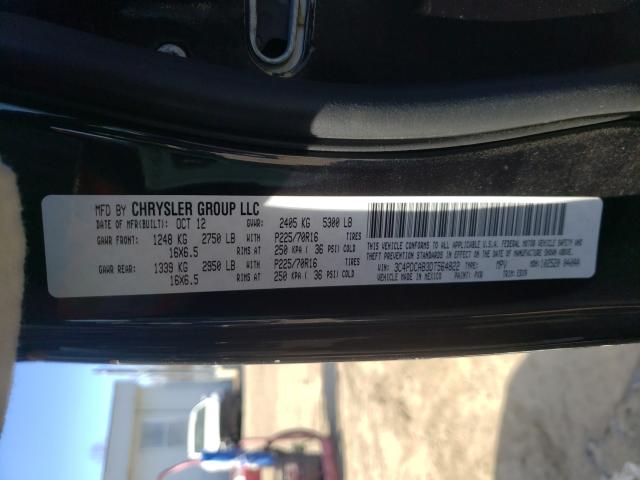 MFD BY CHRYSLER GROUP LLC
DATE OF MFR(BUILT): OCT 12 GVWR: 2405 KG 5300 LB
GAWR FRONT: 1248 KG 2750 LB WITH P225/70R16 TIRES
16X6.5 RIMS AT 250 KPA ( 36 PSI) COLD
GAWR REAR: 1339 KG 2950 LB WITH P225/70R16 TIRES
16X6.5 RIMS AT 250 KPA ( 36 PSI) COLD
THIS VEHICLE CONFORMS TO ALL APPLICABLE U.S.A. FEDERAL MOTOR VEHICLE SAFETY, BUMPER AND
THEFT PREVENTION STANDARDS IN EFFECT ON THE DATE OF MANUFACTURE SHOWN ABOVE.
VIN: 3C4PDCAB3DT564922 TYPE: MPV
VEHICLE MADE IN MEXICO PAINT: PXR